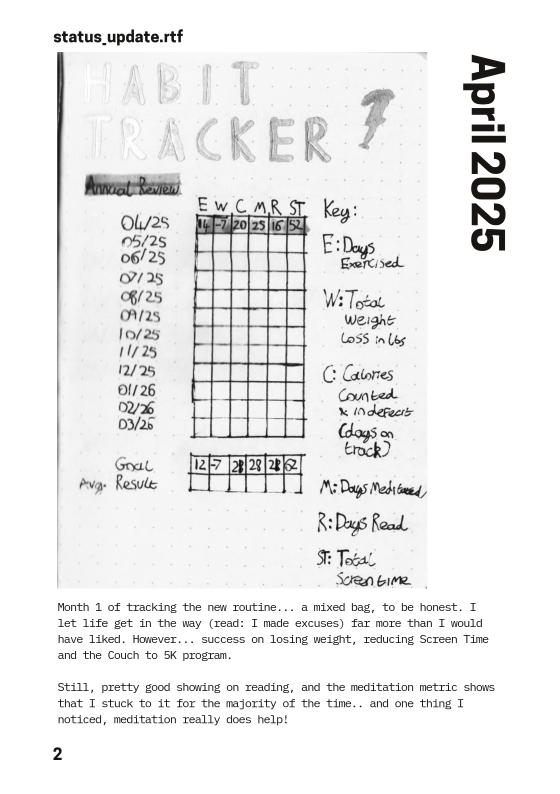 status_update.rtf
April 2025
HABIT
TRACKER
Annual Review
E W C M R ST
04/25 14 -7 20 25 16 52
05/25
06/25
07/25
08/25
09/25
10/25
11/25
12/25
01/26
02/26
03/26
Goal 12 -7 28 28 28 62
Avg. Result
Key:
E: Days
Exercised
W: Total
Weight
Loss in lbs
C: Calories
Counted
& in defecit
(days on
track)
M: Days Meditated
R: Days Read
ST: Total
Screen time
Month 1 of tracking the new routine... a mixed bag, to be honest. I
let life get in the way (read: I made excuses) far more than I would
have liked. However... success on losing weight, reducing Screen Time
and the Couch to 5K program.
Still, pretty good showing on reading, and the meditation metric shows
that I stuck to it for the majority of the time.. and one thing I
noticed, meditation really does help!
2